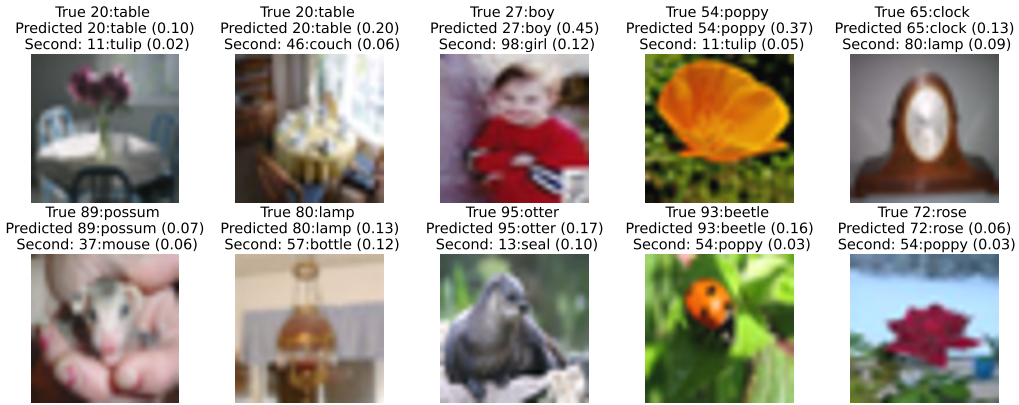 True 20:table
Predicted 20:table (0.10)
Second: 11:tulip (0.02)
True 20:table
Predicted 20:table (0.20)
Second: 46:couch (0.06)
True 27:boy
Predicted 27:boy (0.45)
Second: 98:girl (0.12)
True 54:poppy
Predicted 54:poppy (0.37)
Second: 11:tulip (0.05)
True 65:clock
Predicted 65:clock (0.13)
Second: 80:lamp (0.09)
True 89:possum
Predicted 89:possum (0.07)
Second: 37:mouse (0.06)
True 80:lamp
Predicted 80:lamp (0.13)
Second: 57:bottle (0.12)
True 95:otter
Predicted 95:otter (0.17)
Second: 13:seal (0.10)
True 93:beetle
Predicted 93:beetle (0.16)
Second: 54:poppy (0.03)
True 72:rose
Predicted 72:rose (0.06)
Second: 54:poppy (0.03)